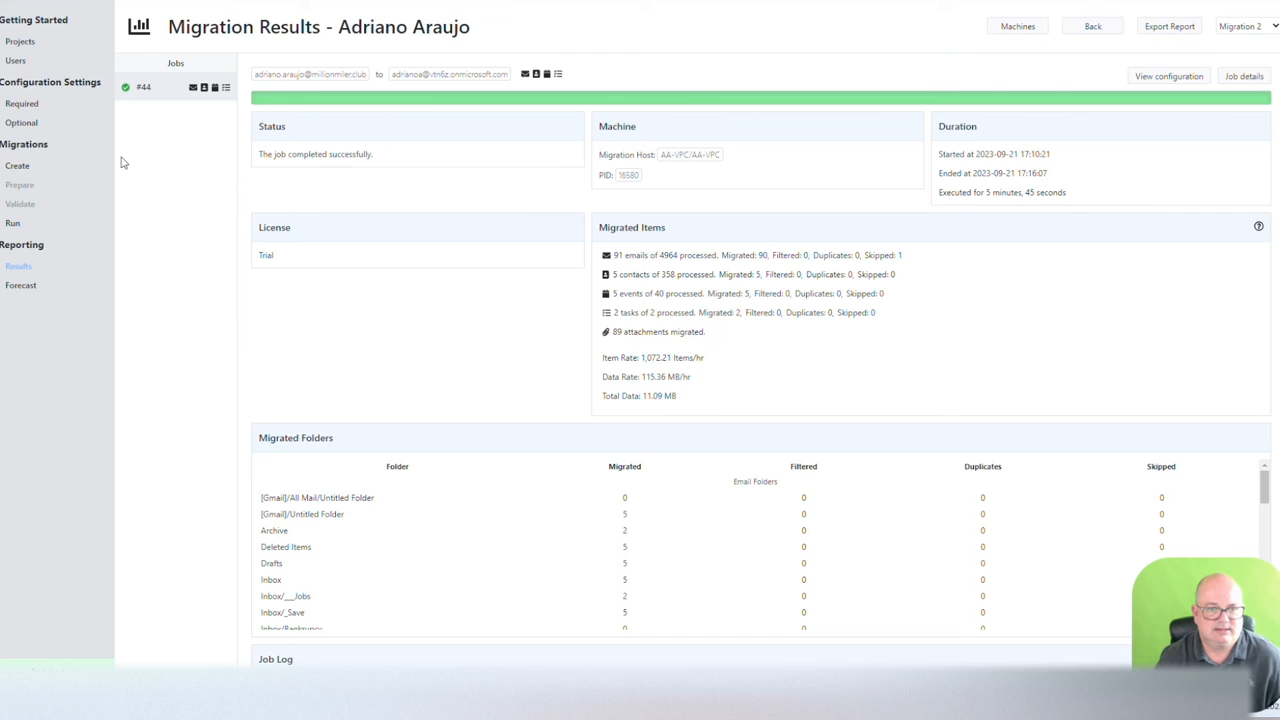 Getting Started
Projects
Users
Configuration Settings
Required
Optional
Migrations
Create
Prepare
Validate
Run
Reporting
Results
Forecast
Migration Results - Adriano Araujo
Machines
Back
Export Report
Migration 2
Jobs
#44
adriano.araujo@millionmiler.club to adrianoa@vtn6z.onmicrosoft.com
View configuration
Job details
Status
The job completed successfully.
Machine
Migration Host: AA-VPC/AA-VPC
PID: 16580
Duration
Started at 2023-09-21 17:10:21
Ended at 2023-09-21 17:16:07
Executed for 5 minutes, 45 seconds
License
Trial
Migrated Items
91 emails of 4964 processed. Migrated: 90, Filtered: 0, Duplicates: 0, Skipped: 1
5 contacts of 358 processed. Migrated: 5, Filtered: 0, Duplicates: 0, Skipped: 0
5 events of 40 processed. Migrated: 5, Filtered: 0, Duplicates: 0, Skipped: 0
2 tasks of 2 processed. Migrated: 2, Filtered: 0, Duplicates: 0, Skipped: 0
89 attachments migrated.
Item Rate: 1,072.21 Items/hr
Data Rate: 115.36 MB/hr
Total Data: 11.09 MB
Migrated Folders
Folder Migrated Filtered Duplicates Skipped
Email Folders
[Gmail]/All Mail/Untitled Folder 0 0 0 0
[Gmail]/Untitled Folder 5 0 0 0
Archive 2 0 0 0
Deleted Items 5 0 0 0
Drafts 5 0 0
Inbox 5 0 0
Inbox/___Jobs 2 0 0
Inbox/_Save 5 0 0
Inbox/Bankruptcy 0 0 0
Job Log